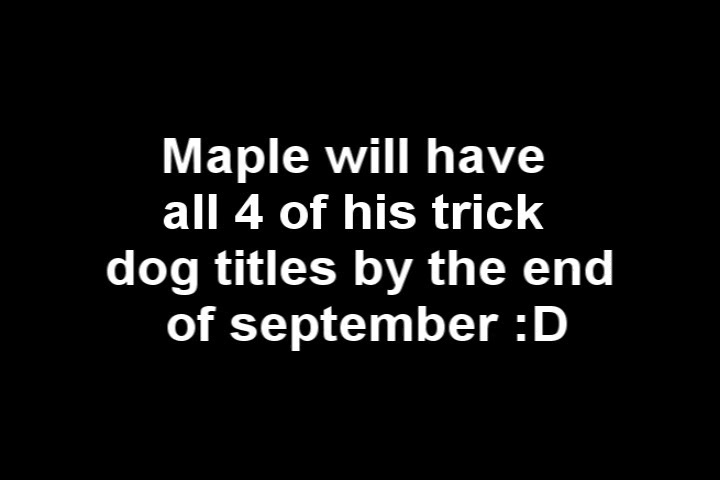 Maple will have
all 4 of his trick
dog titles by the end
of september :D